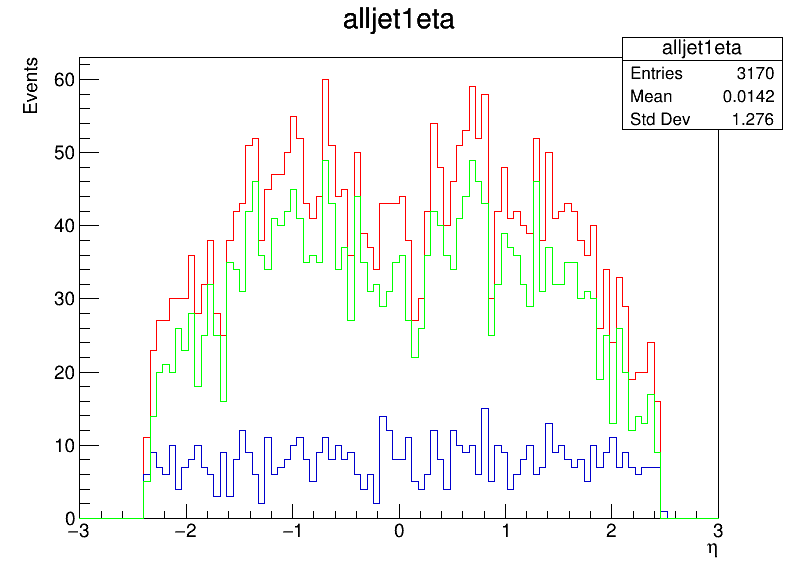 alljet1eta
alljet1eta
Entries 3170
Mean 0.0142
Std Dev 1.276
Events
60
50
40
30
20
10
0
−3 −2 −1 0 1 2 3
η